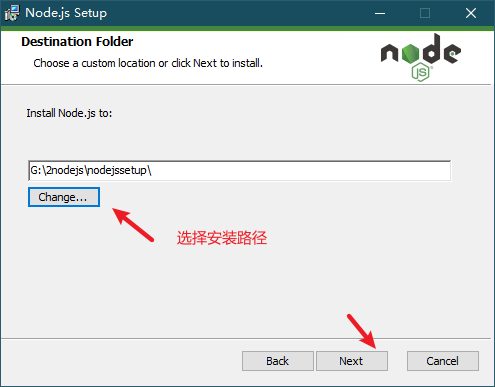 Node.js Setup
Destination Folder
Choose a custom location or click Next to install.
node
JS
Install Node.js to:
G:\2nodejs\nodejssetup\
Change...
选择安装路径
Back
Next
Cancel